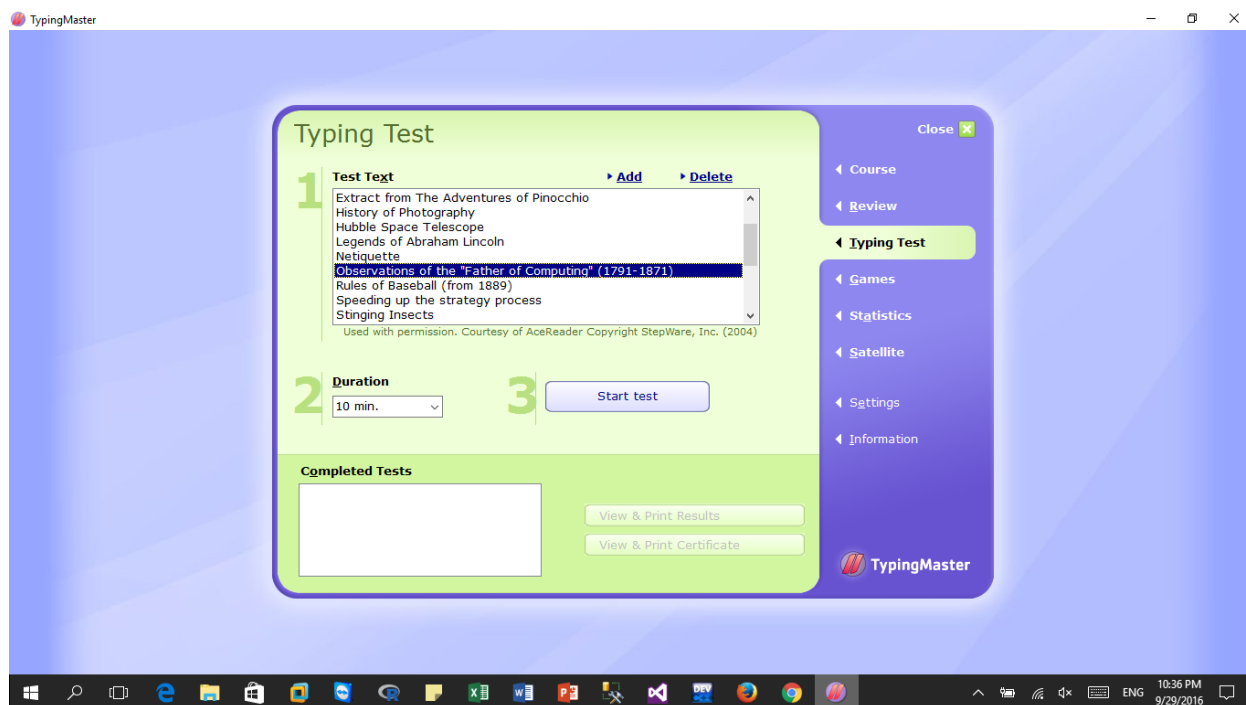 TypingMaster
Typing Test
Close
1
Test Text
Add
Delete
Extract from The Adventures of Pinocchio
History of Photography
Hubble Space Telescope
Legends of Abraham Lincoln
Netiquette
Observations of the "Father of Computing" (1791-1871)
Rules of Baseball (from 1889)
Speeding up the strategy process
Stinging Insects
Used with permission. Courtesy of AceReader Copyright StepWare, Inc. (2004)
2
Duration
10 min.
3
Start test
Completed Tests
View & Print Results
View & Print Certificate
Course
Review
Typing Test
Games
Statistics
Satellite
Settings
Information
TypingMaster
DEV
ENG
10:36 PM
9/29/2016